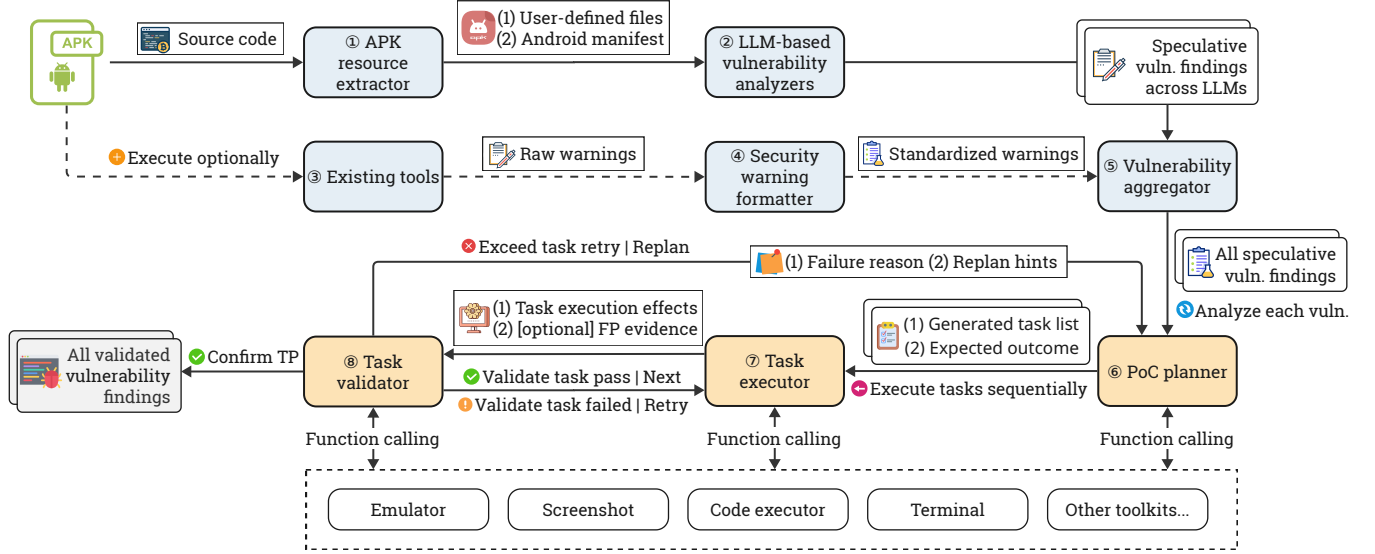 APK
Source code
① APK
resource
extractor
(1) User-defined files
(2) Android manifest
② LLM-based
vulnerability
analyzers
Speculative
vuln. findings
across LLMs
Execute optionally
③ Existing tools
Raw warnings
④ Security
warning
formatter
Standardized warnings
⑤ Vulnerability
aggregator
Exceed task retry | Replan
(1) Failure reason (2) Replan hints
All speculative
vuln. findings
Analyze each vuln.
(1) Task execution effects
(2) [optional] FP evidence
(1) Generated task list
(2) Expected outcome
All validated
vulnerability
findings
Confirm TP
⑧ Task
validator
Validate task pass | Next
Validate task failed | Retry
⑦ Task
executor
Execute tasks sequentially
⑥ PoC planner
Function calling
Function calling
Function calling
Emulator
Screenshot
Code executor
Terminal
Other toolkits...